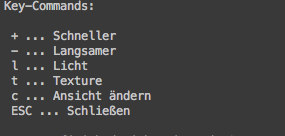 Key-Commands:
+ ... Schneller
- ... Langsamer
l ... Licht
t ... Texture
c ... Ansicht ändern
ESC ... Schließen